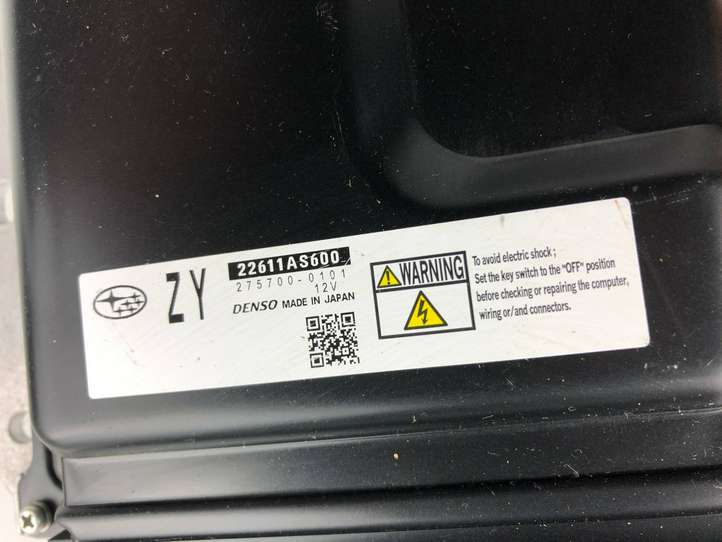 ZY
22611AS600
275700-0101
12V
DENSO MADE IN JAPAN
WARNING
To avoid electric shock;
Set the key switch to the "OFF" position
before checking or repairing the computer,
wiring or/and connectors.